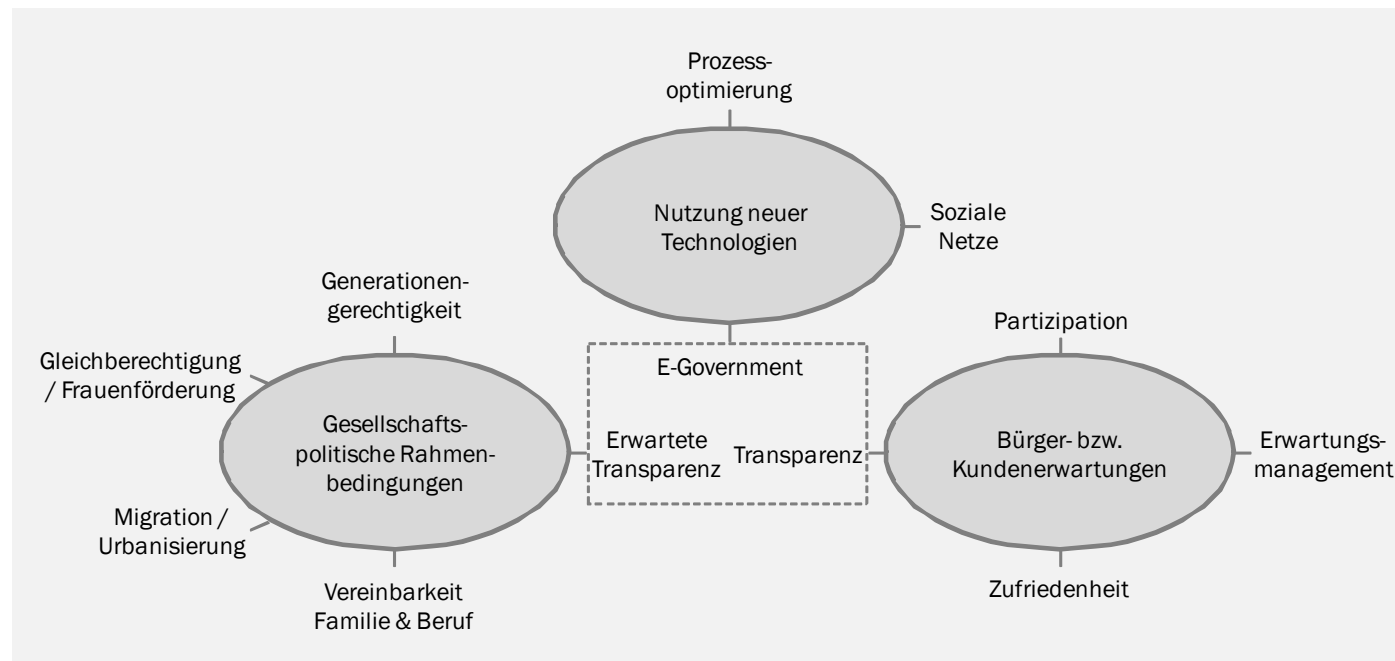 Prozess-
optimierung
Nutzung neuer
Technologien
Soziale
Netze
Generationen-
gerechtigkeit
Gleichberechtigung
/ Frauenförderung
Gesellschafts-
politische Rahmen-
bedingungen
Migration /
Urbanisierung
Vereinbarkeit
Familie & Beruf
E-Government
Erwartete
Transparenz
Transparenz
Partizipation
Bürger- bzw.
Kundenerwartungen
Erwartungs-
management
Zufriedenheit